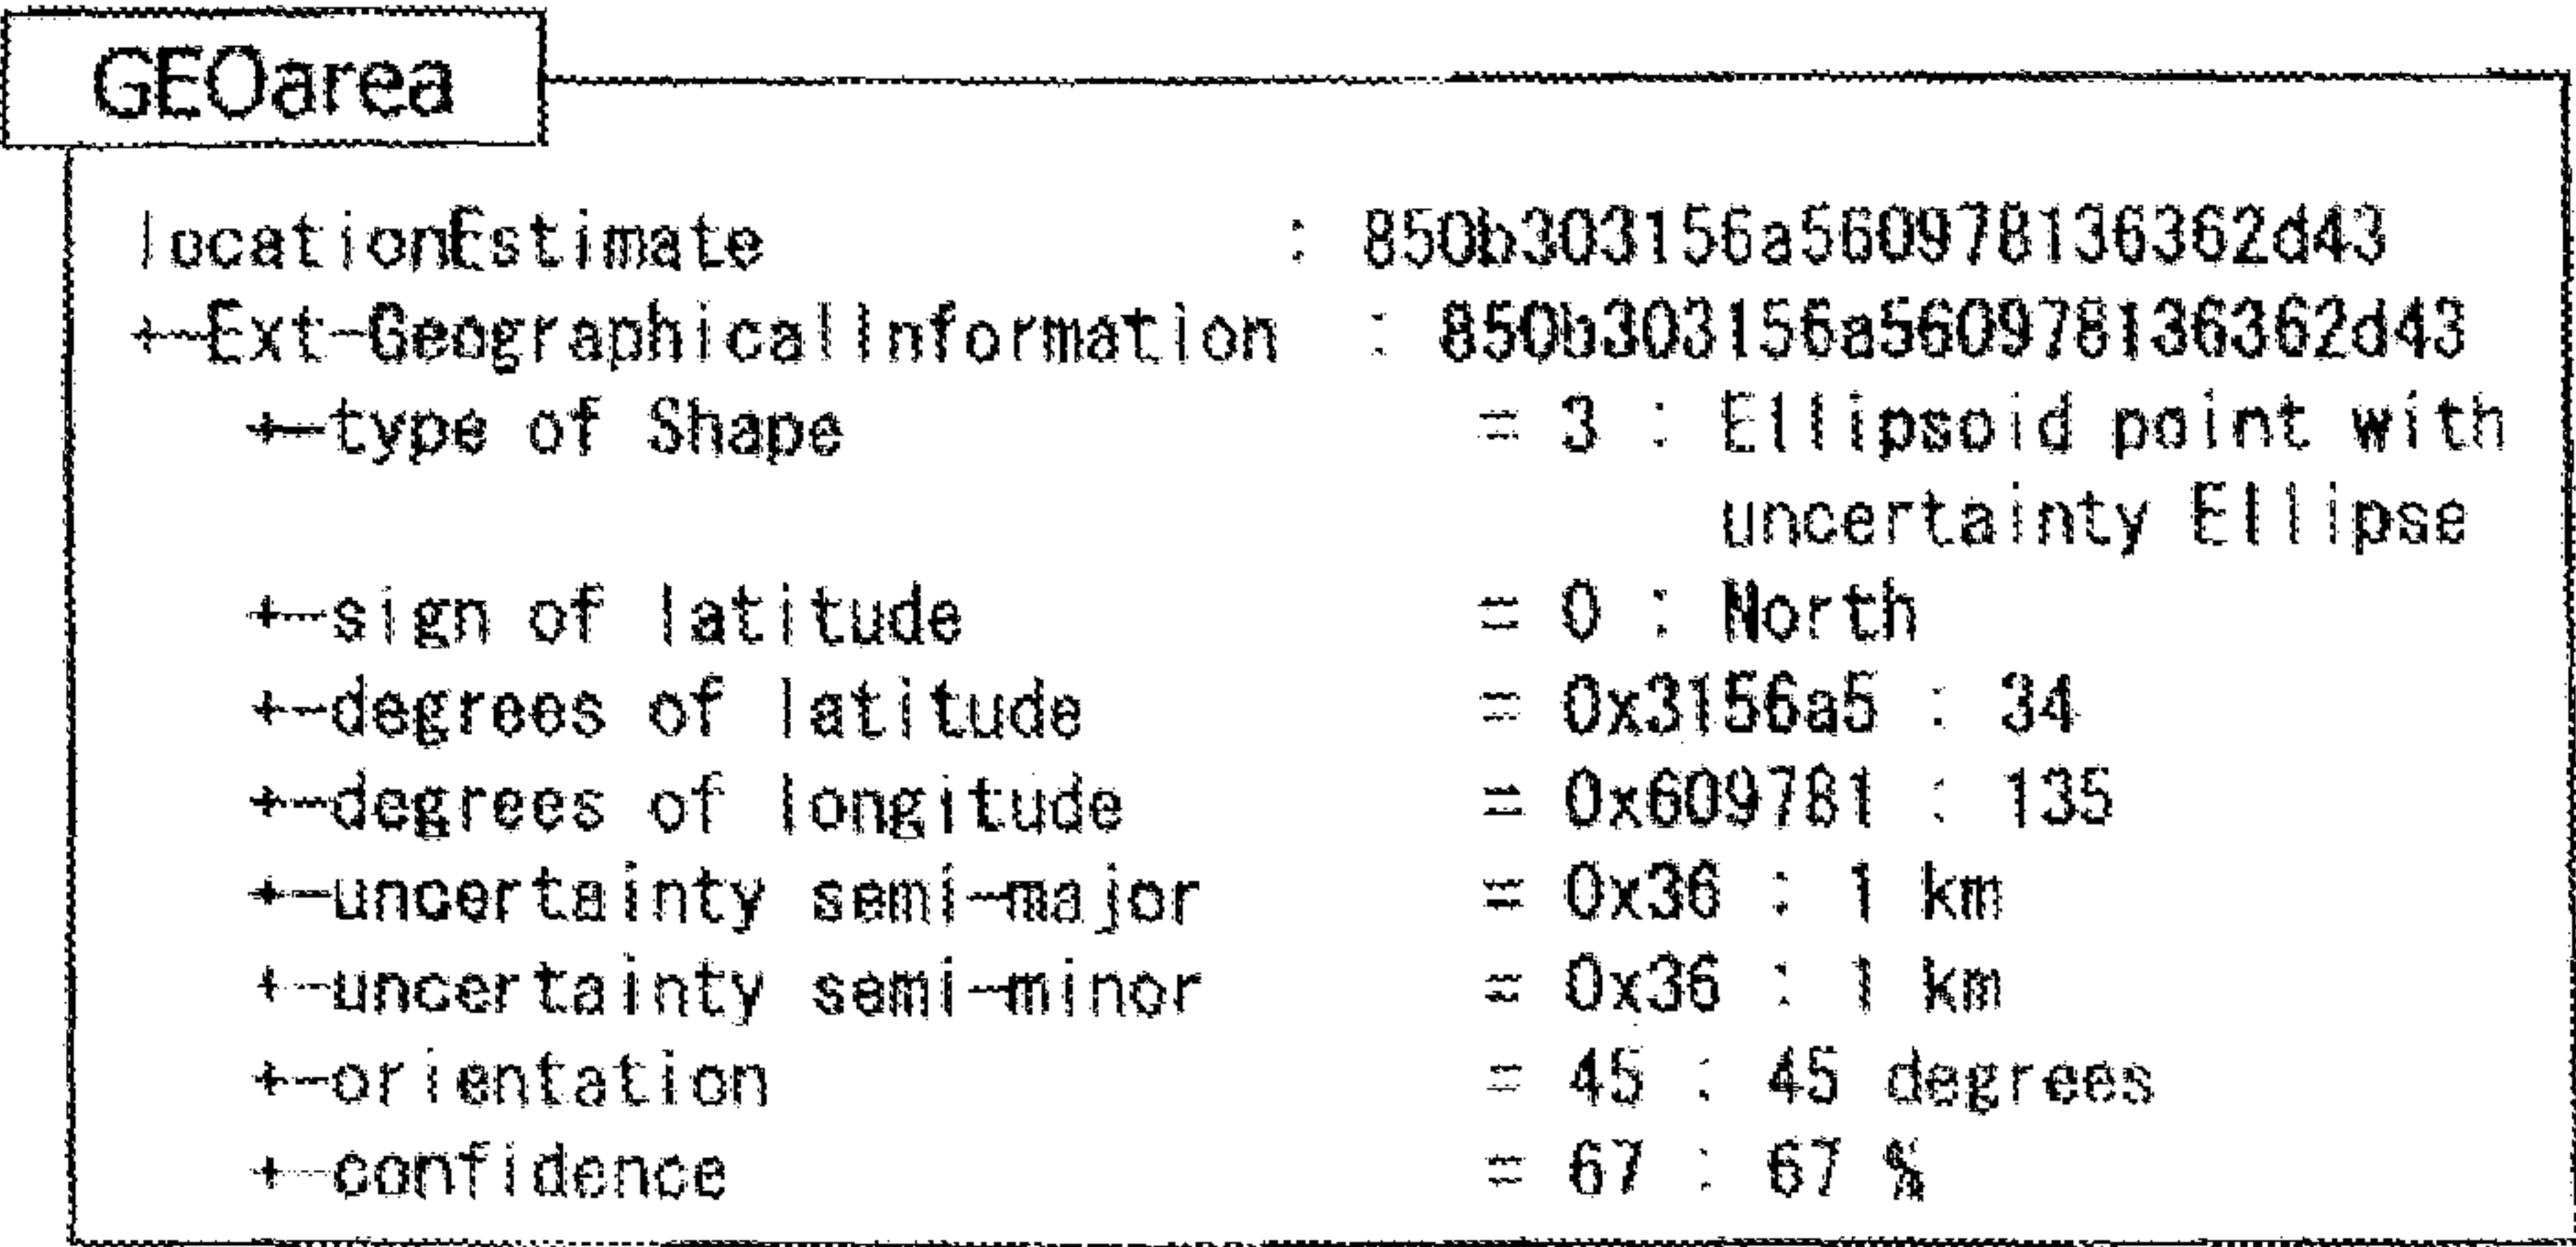 GEOarea
locationEstimate : 850b303156a560978136362d43
+-Ext-GeographicalInformation : 850b303156a560978136362d43
+-type of Shape = 3 : Ellipsoid point with
uncertainty Ellipse
+-sign of latitude = 0 : North
+-degrees of latitude = 0x3156a5 : 34
+-degrees of longitude = 0x609781 : 135
+-uncertainty semi-major = 0x36 : 1 km
+-uncertainty semi-minor = 0x36 : 1 km
+-orientation = 45 : 45 degrees
+-confidence = 67 : 67 %